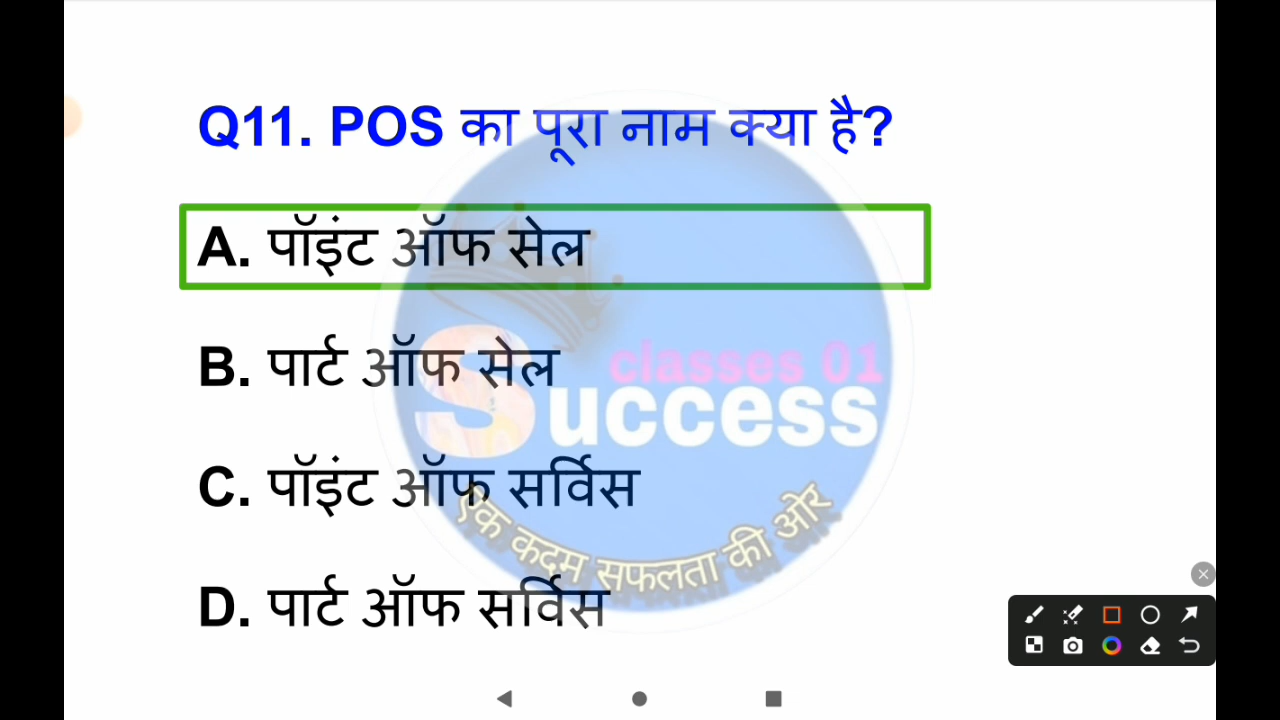 Q11. POS का पूरा नाम क्या है?
A. पॉइंट ऑफ सेल
B. पार्ट ऑफ सेल
classes 01
Success
C. पॉइंट ऑफ सर्विस
एक कदम सफलता की ओर
D. पार्ट ऑफ सर्विस